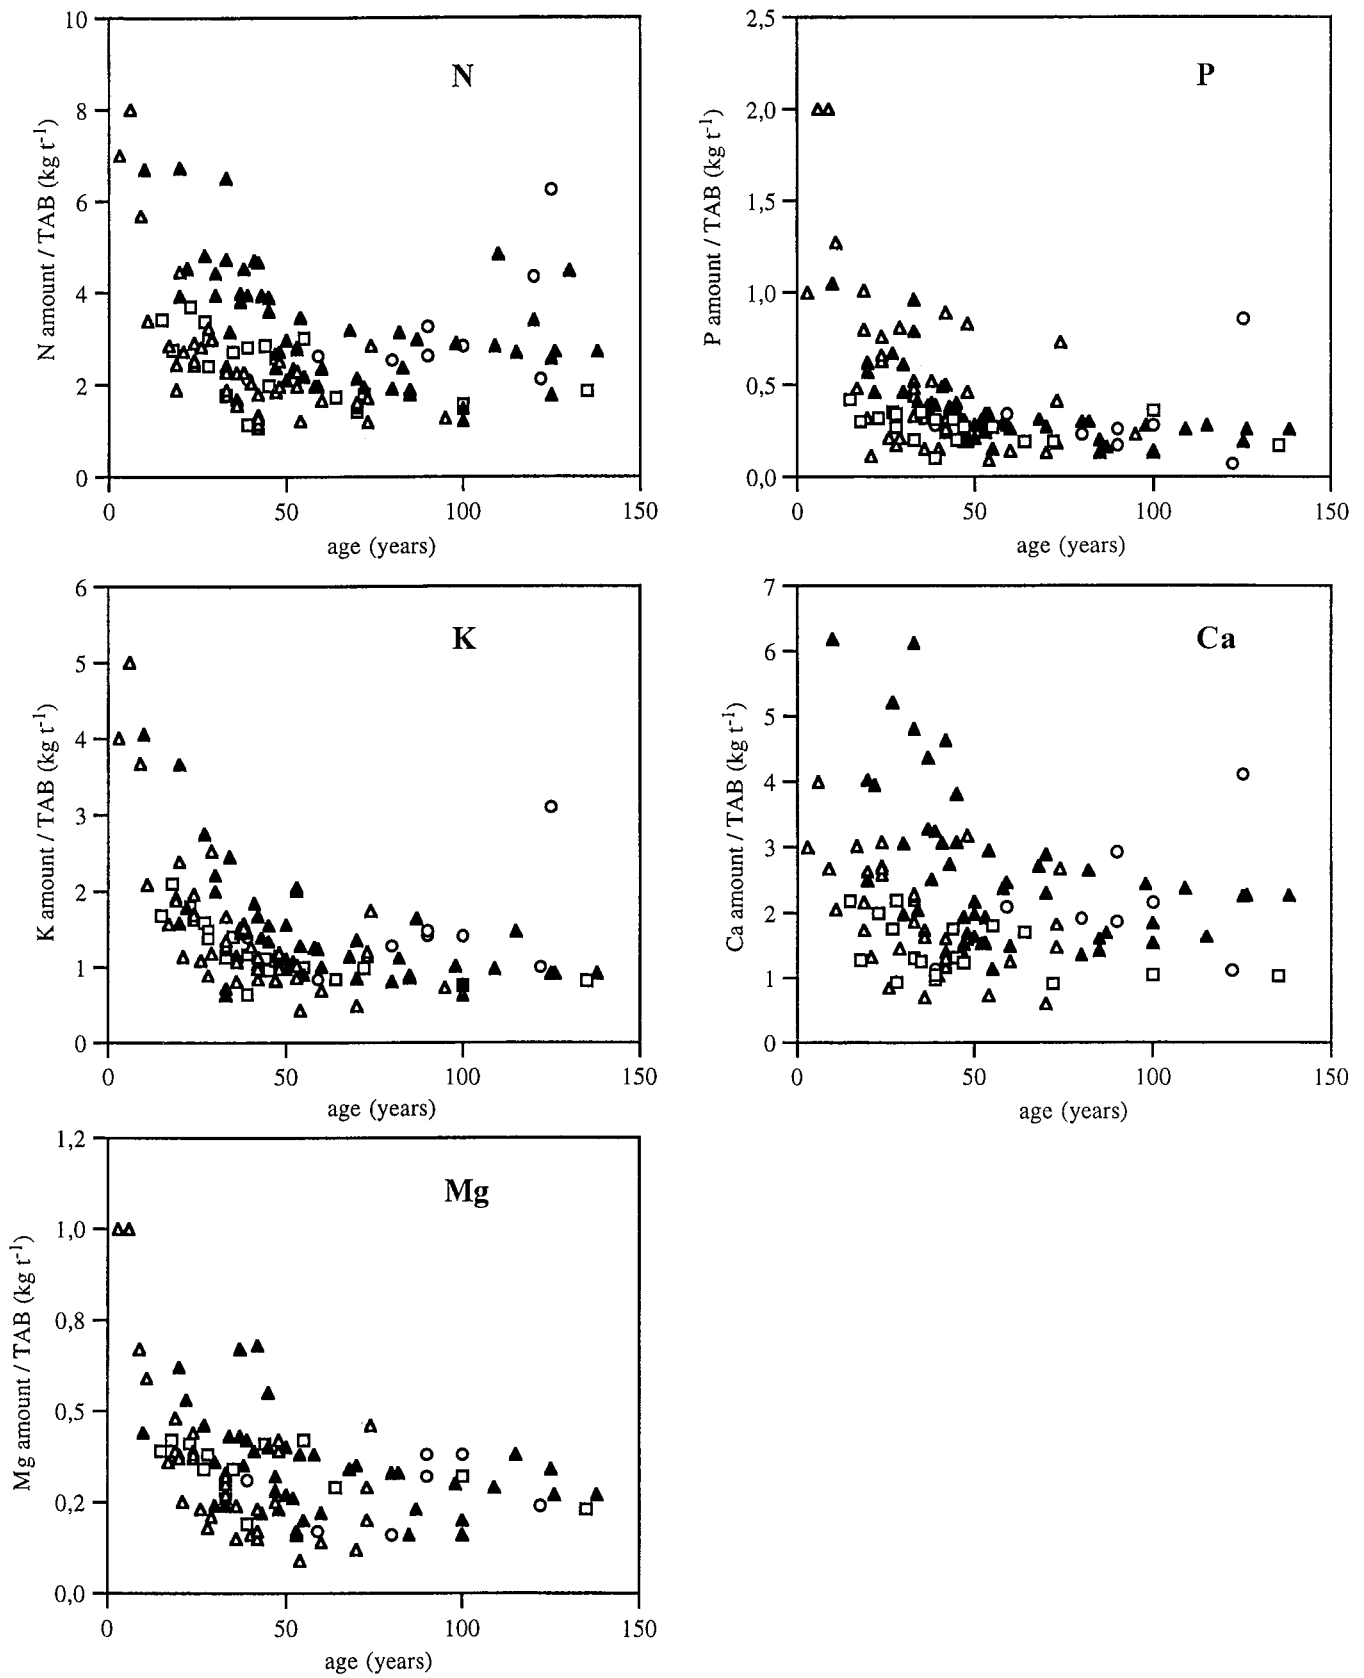 N
N amount / TAB (kg t-1)
10
8
6
4
2
0
0 50 100 150
age (years)
P
P amount / TAB (kg t-1)
2,5
2,0
1,5
1,0
0,5
0,0
0 50 100 150
age (years)
K
K amount / TAB (kg t-1)
6
5
4
3
2
1
0
0 50 100 150
age (years)
Ca
Ca amount / TAB (kg t-1)
7
6
5
4
3
2
1
0
0 50 100 150
age (years)
Mg
Mg amount / TAB (kg t-1)
1,2
1,0
0,8
0,5
0,2
0,0
0 50 100 150
age (years)